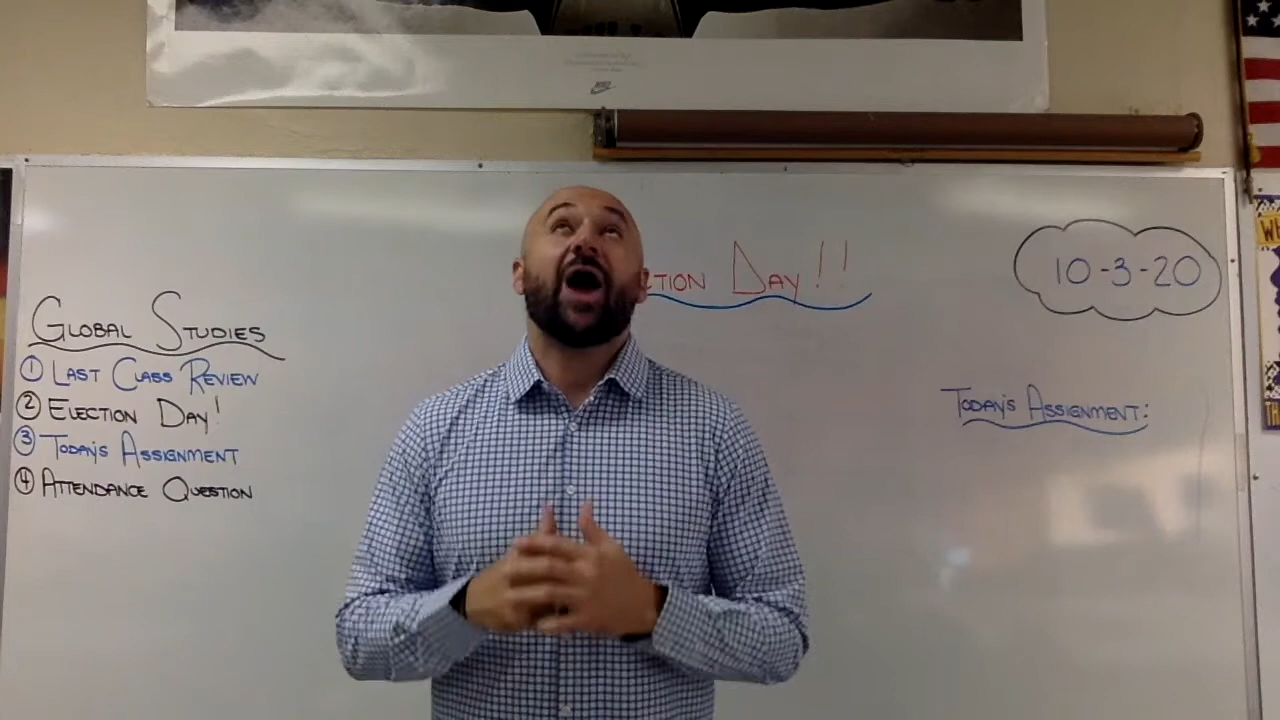 Global Studies
① Last Class Review
② Election Day!
③ Today's Assignment
④ Attendance Question
ction Day!!
10-3-20
Today's Assignment: